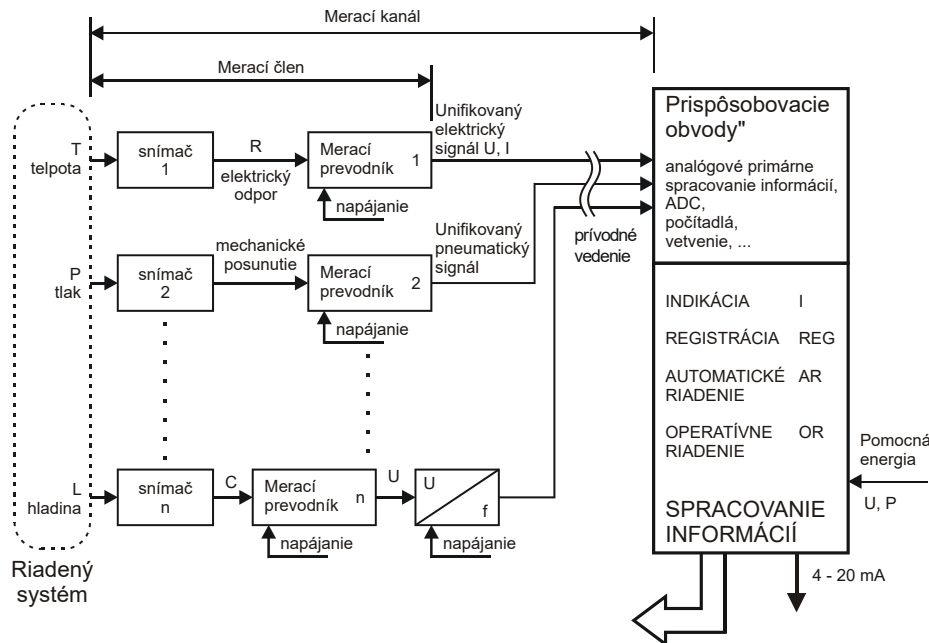 Merací kanál
Merací člen
T
telpota
snímač
1
R
elektrický
odpor
Merací
prevodník 1
napájanie
Unifikovaný
elektrický
signál U, I
P
tlak
snímač
2
mechanické
posunutie
Merací
prevodník 2
napájanie
Unifikovaný
pneumatický
signál
prívodné
vedenie
L
hladina
snímač
n
C
Merací
prevodník n
napájanie
U
U
f
napájanie
Riadený
systém
Prispôsobovacie
obvody"
analógové primárne
spracovanie informácií,
ADC,
počítadlá,
vetvenie, ...
INDIKÁCIA I
REGISTRÁCIA REG
AUTOMATICKÉ AR
RIADENIE
OPERATÍVNE OR
RIADENIE
SPRACOVANIE
INFORMÁCIÍ
Pomocná
energia
U, P
4 - 20 mA